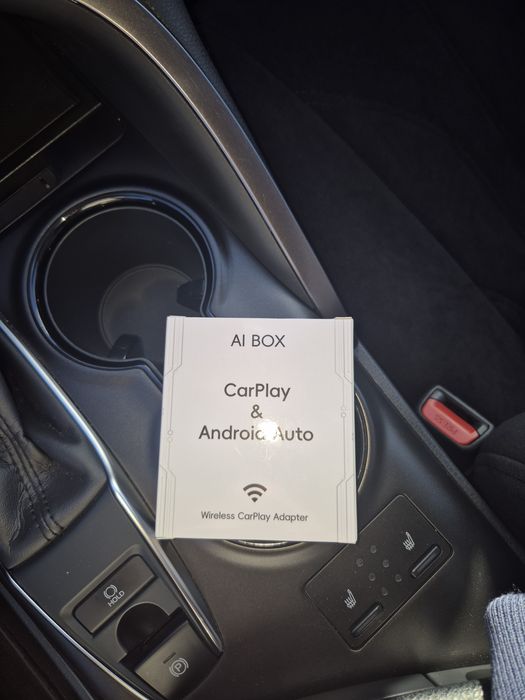 AI BOX
CarPlay
&
Android Auto
Wireless CarPlay Adapter
HOLD